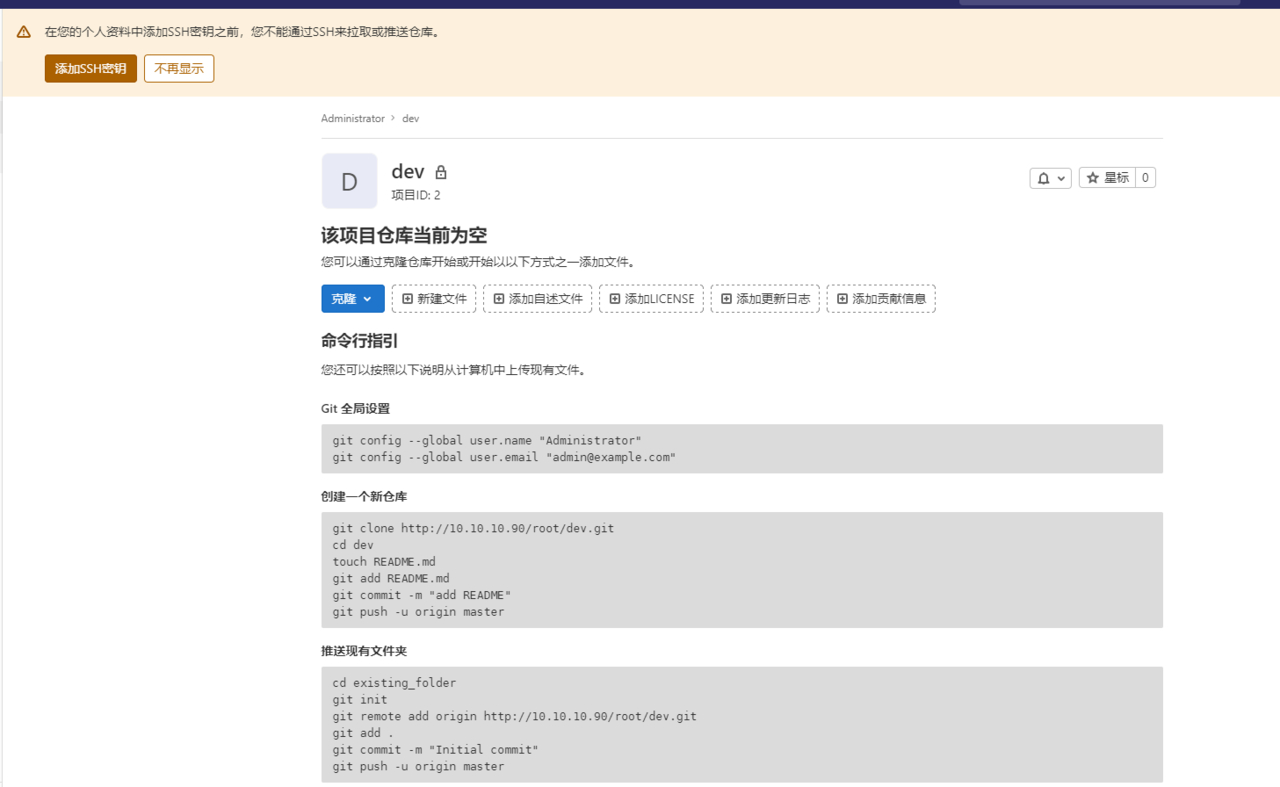 在您的个人资料中添加SSH密钥之前，您不能通过SSH来拉取或推送仓库。
添加SSH密钥 不再显示
Administrator > dev
D
dev
项目ID: 2
星标 0
该项目仓库当前为空
您可以通过克隆仓库开始或开始以以下方式之一添加文件。
克隆 新建文件 添加自述文件 添加LICENSE 添加更新日志 添加贡献信息
命令行指引
您还可以按照以下说明从计算机中上传现有文件。
Git 全局设置
git config --global user.name "Administrator"
git config --global user.email "admin@example.com"
创建一个新仓库
git clone http://10.10.10.90/root/dev.git
cd dev
touch README.md
git add README.md
git commit -m "add README"
git push -u origin master
推送现有文件夹
cd existing_folder
git init
git remote add origin http://10.10.10.90/root/dev.git
git add .
git commit -m "Initial commit"
git push -u origin master